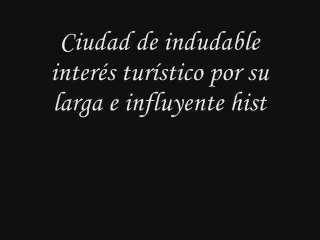 Ciudad de indudable
interés turístico por su
larga e influyente hist